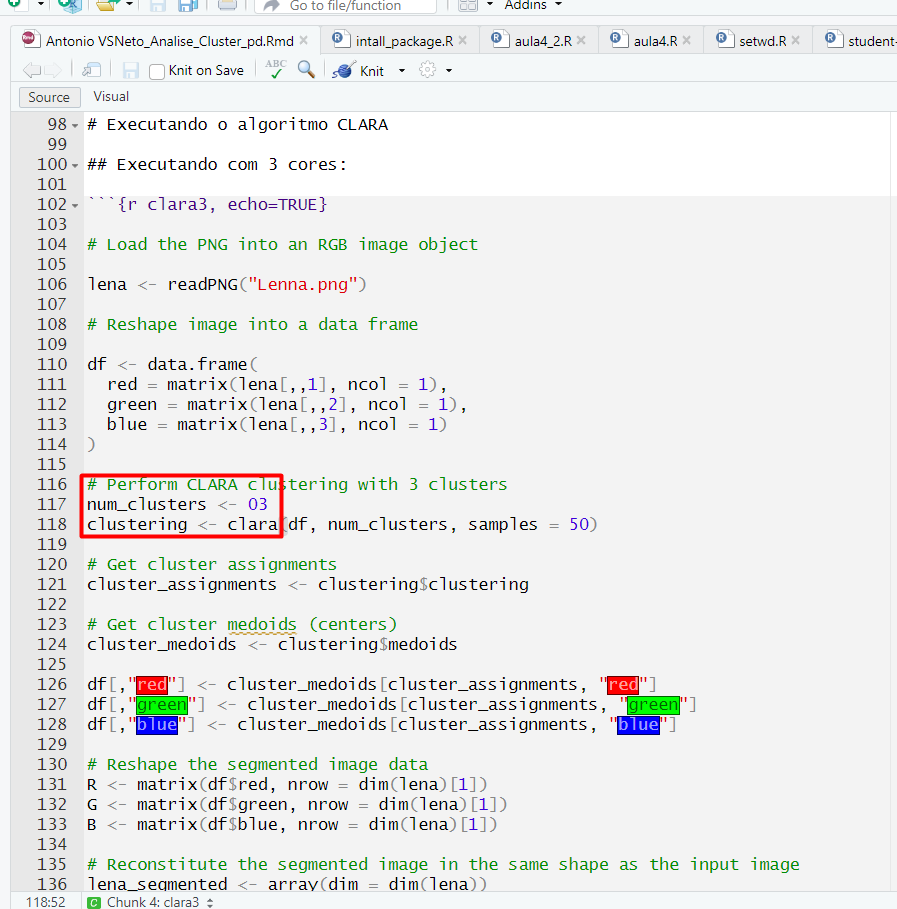 Go to file/function
Addins
Antonio VSNeto_Analise_Cluster_pd.Rmd
intall_package.R
aula4_2.R
aula4.R
setwd.R
student-
Knit on Save
ABC
Knit
Source
Visual
98 # Executando o algoritmo CLARA
99
100 ## Executando com 3 cores:
101
102 ```{r clara3, echo=TRUE}
103
104 # Load the PNG into an RGB image object
105
106 lena <- readPNG("Lenna.png")
107
108 # Reshape image into a data frame
109
110 df <- data.frame(
111   red = matrix(lena[,,1], ncol = 1),
112   green = matrix(lena[,,2], ncol = 1),
113   blue = matrix(lena[,,3], ncol = 1)
114 )
115
116 # Perform CLARA clustering with 3 clusters
117 num_clusters <- 03
118 clustering <- clara(df, num_clusters, samples = 50)
119
120 # Get cluster assignments
121 cluster_assignments <- clustering$clustering
122
123 # Get cluster medoids (centers)
124 cluster_medoids <- clustering$medoids
125
126 df[,"red"] <- cluster_medoids[cluster_assignments, "red"]
127 df[,"green"] <- cluster_medoids[cluster_assignments, "green"]
128 df[,"blue"] <- cluster_medoids[cluster_assignments, "blue"]
129
130 # Reshape the segmented image data
131 R <- matrix(df$red, nrow = dim(lena)[1])
132 G <- matrix(df$green, nrow = dim(lena)[1])
133 B <- matrix(df$blue, nrow = dim(lena)[1])
134
135 # Reconstitute the segmented image in the same shape as the input image
136 lena_segmented <- array(dim = dim(lena))
118:52
C Chunk 4: clara3